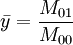 ȳ = M₀₁ / M₀₀